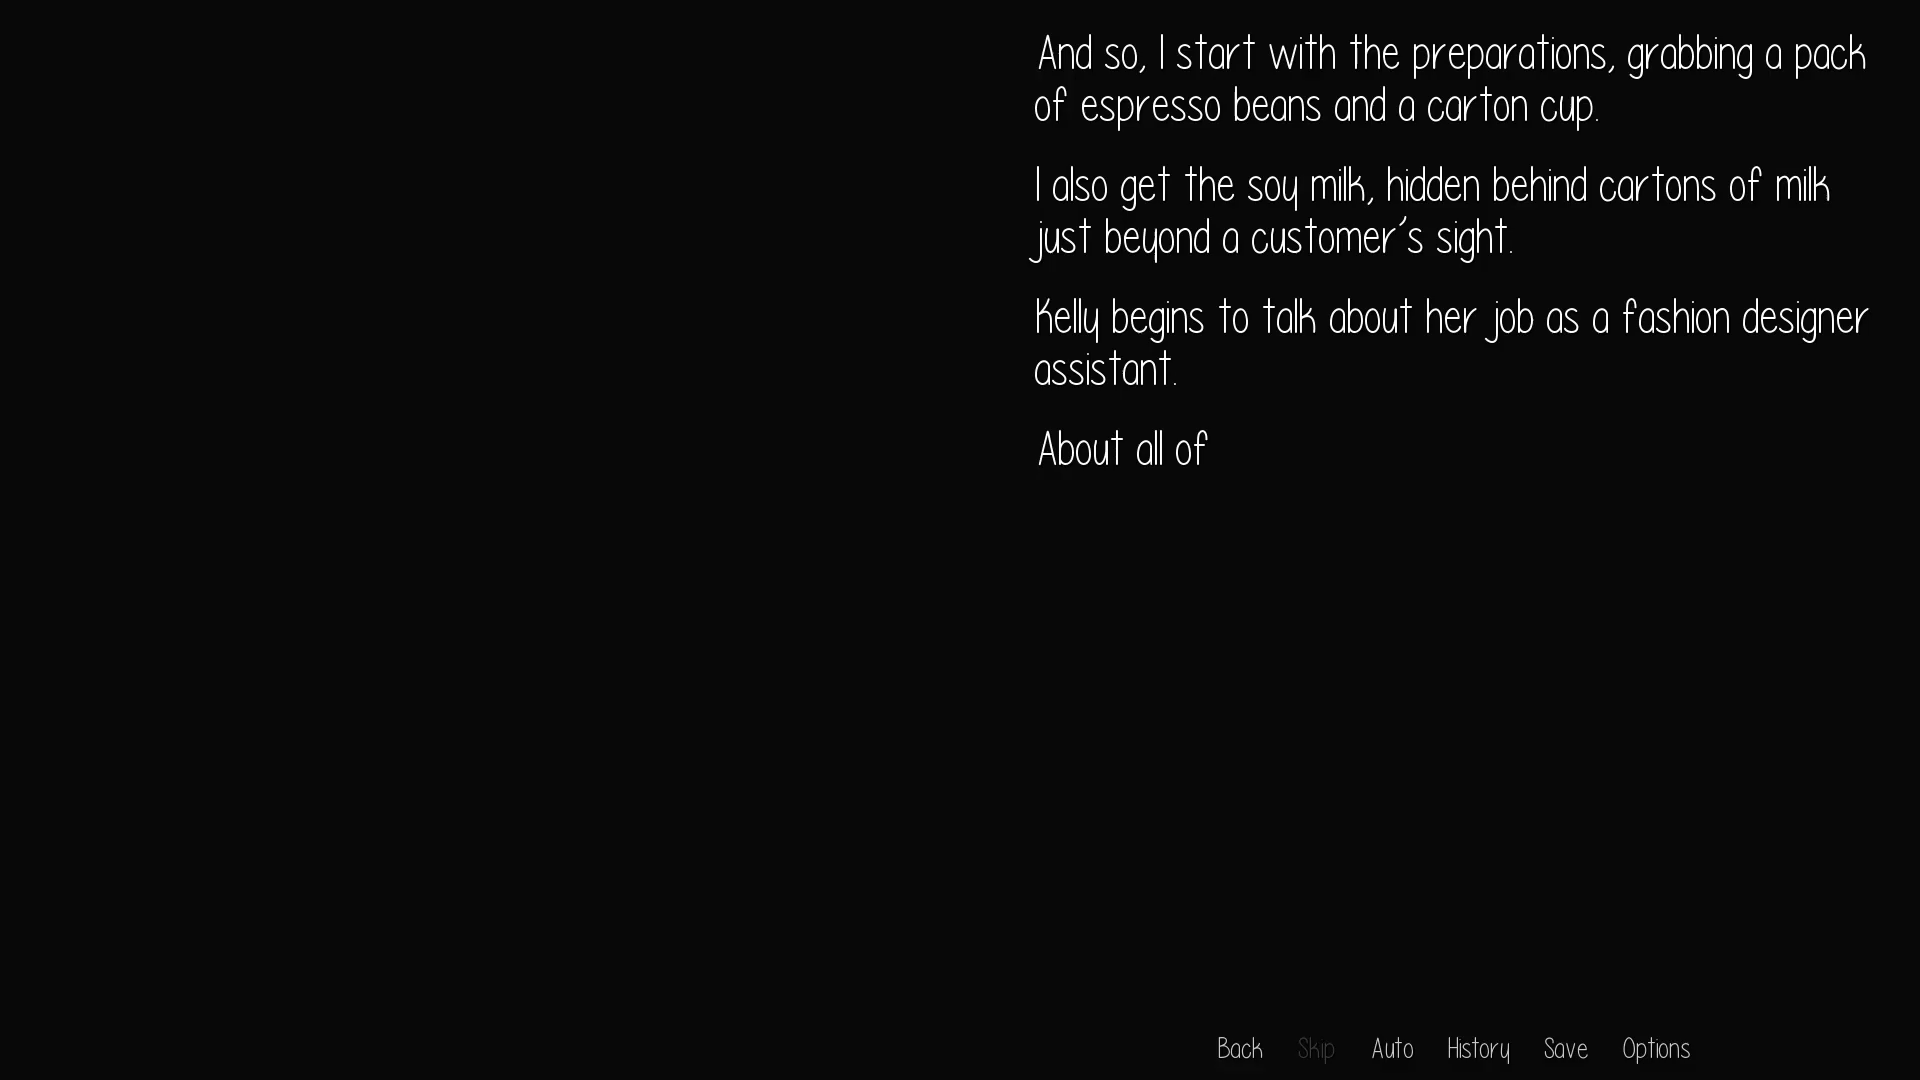 And so, I start with the preparations, grabbing a pack
of espresso beans and a carton cup.
I also get the soy milk, hidden behind cartons of milk
just beyond a customer's sight.
Kelly begins to talk about her job as a fashion designer
assistant.
About all of
Back Skip Auto History Save Options